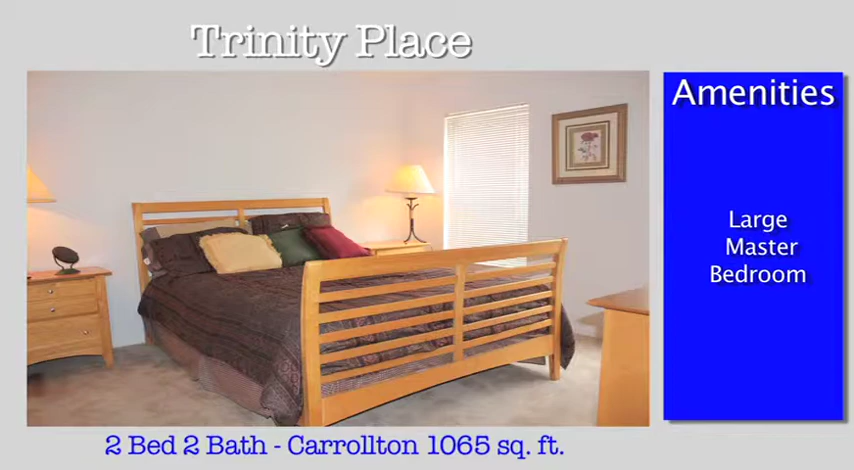 Trinity Place
Amenities
Large
Master
Bedroom
2 Bed 2 Bath - Carrollton 1065 sq. ft.